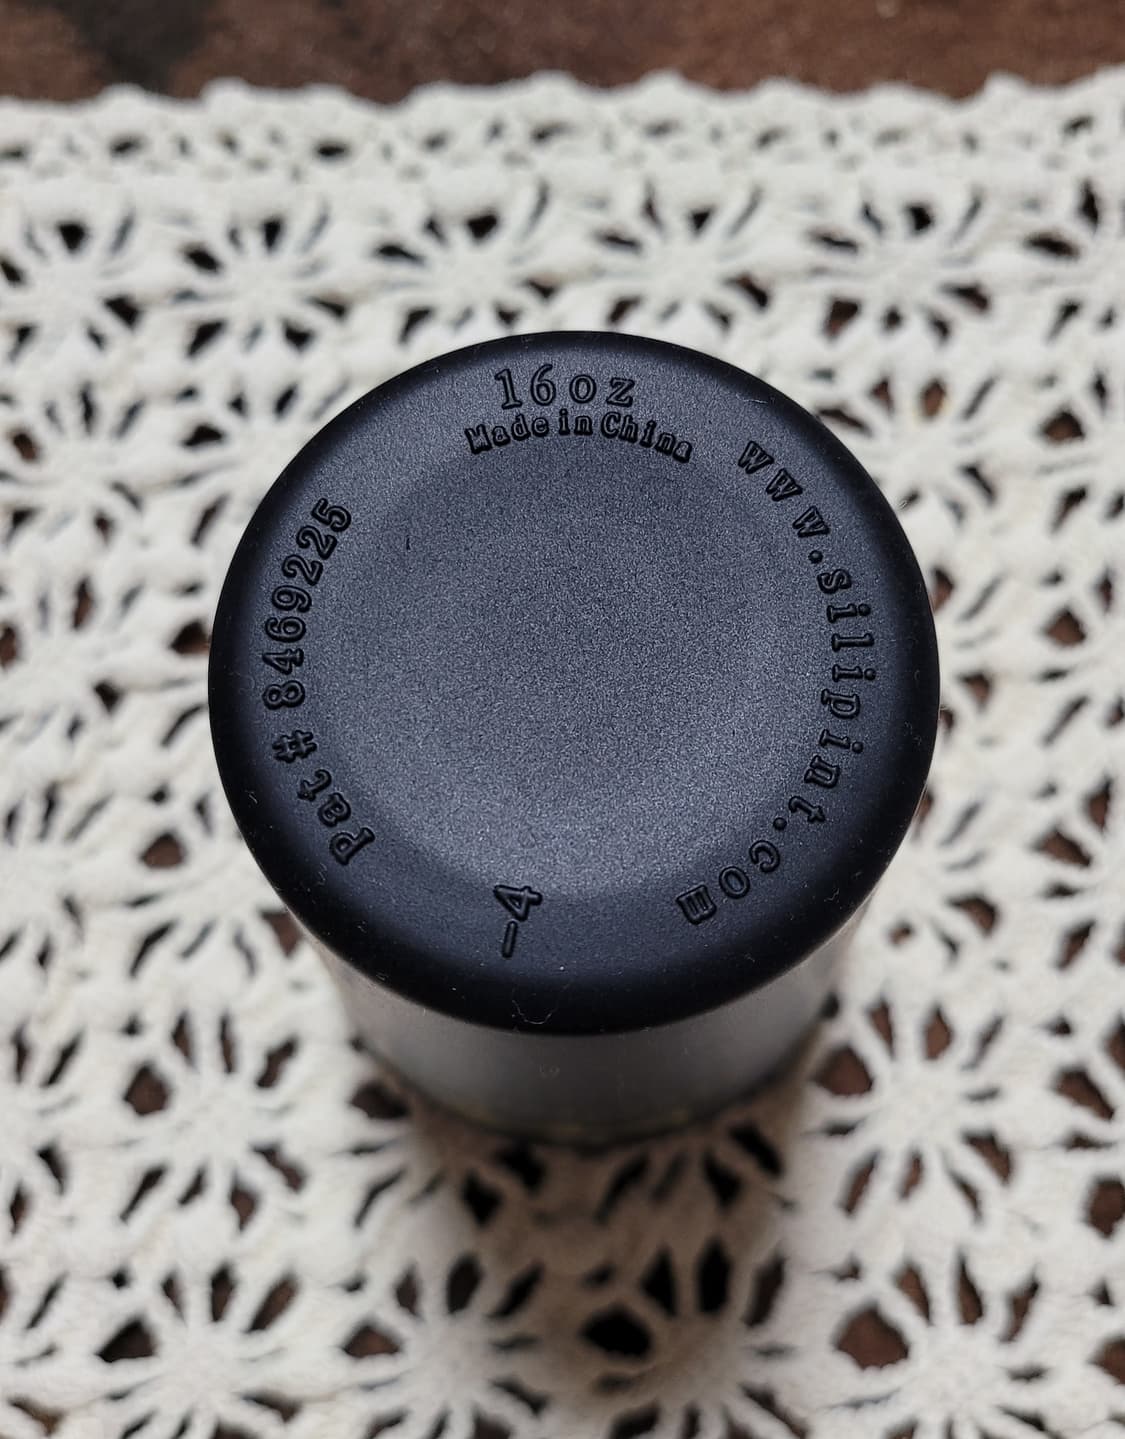 16oz
Made in China
www.silipint.com
-4
Pat# 8469225